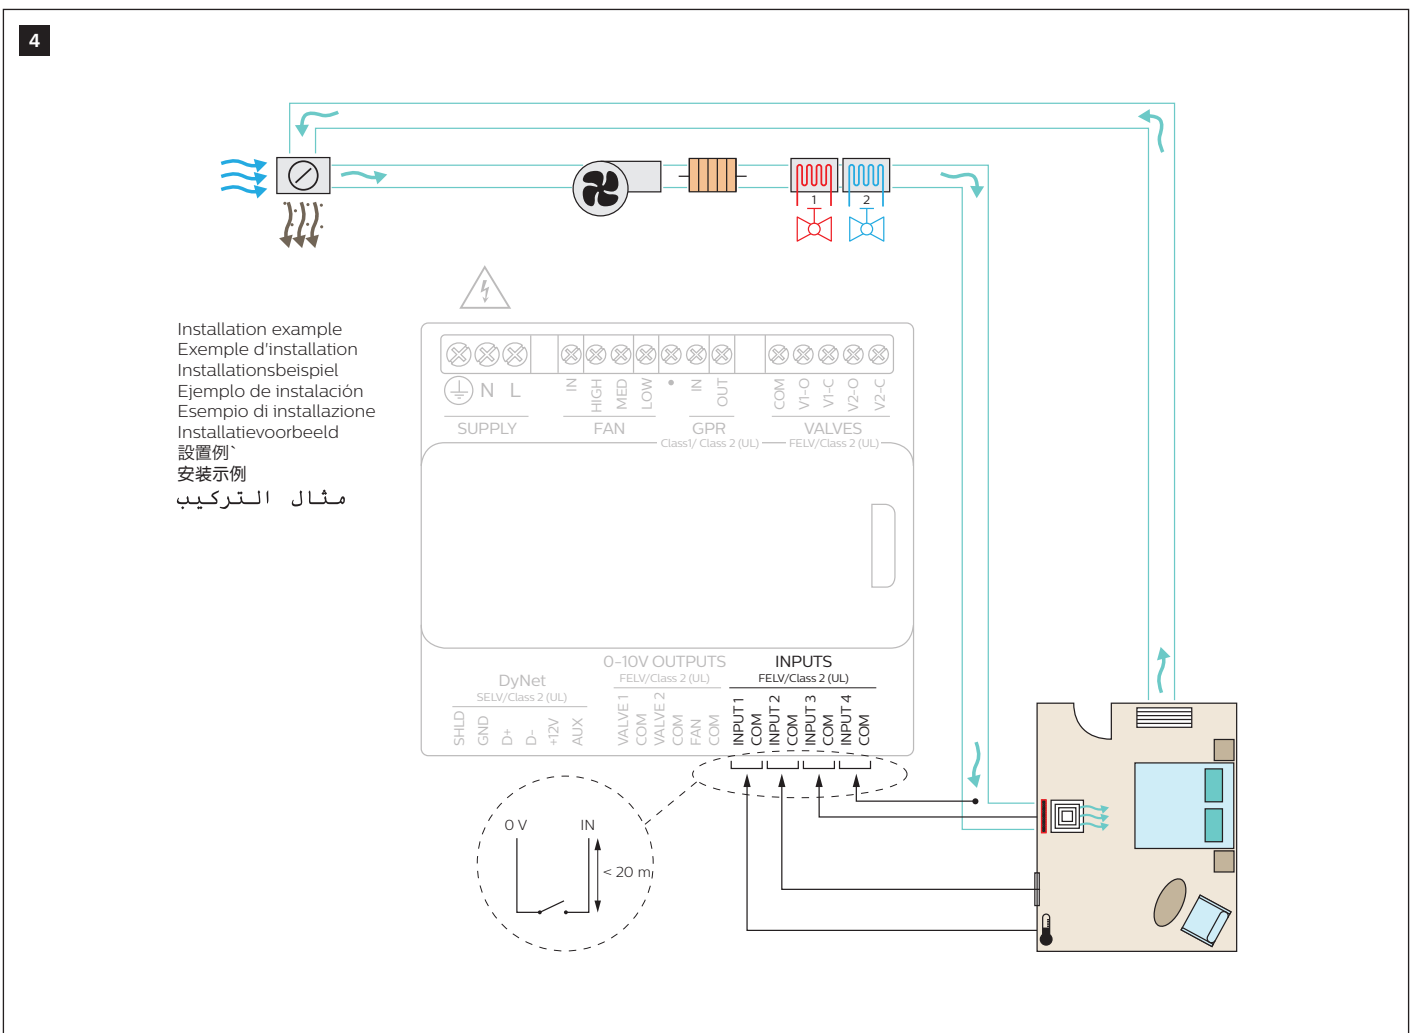 4
1
2
Installation example
Exemple d'installation
Installationsbeispiel
Ejemplo de instalación
Esempio di installazione
Installatievoorbeeld
設置例`
安装示例
مثال التركيب
N L
IN HIGH MED LOW • IN OUT
COM V1-O V1-C V2-O V2-C
SUPPLY FAN GPR VALVES
Class1/ Class 2 (UL) FELV/Class 2 (UL)
0-10V OUTPUTS INPUTS
FELV/Class 2 (UL) FELV/Class 2 (UL)
DyNet
SELV/Class 2 (UL)
SHLD GND D+ D- +12V AUX
VALVE 1 COM VALVE 2 COM FAN COM
INPUT 1 COM INPUT 2 COM INPUT 3 COM INPUT 4 COM
0 V IN
< 20 m